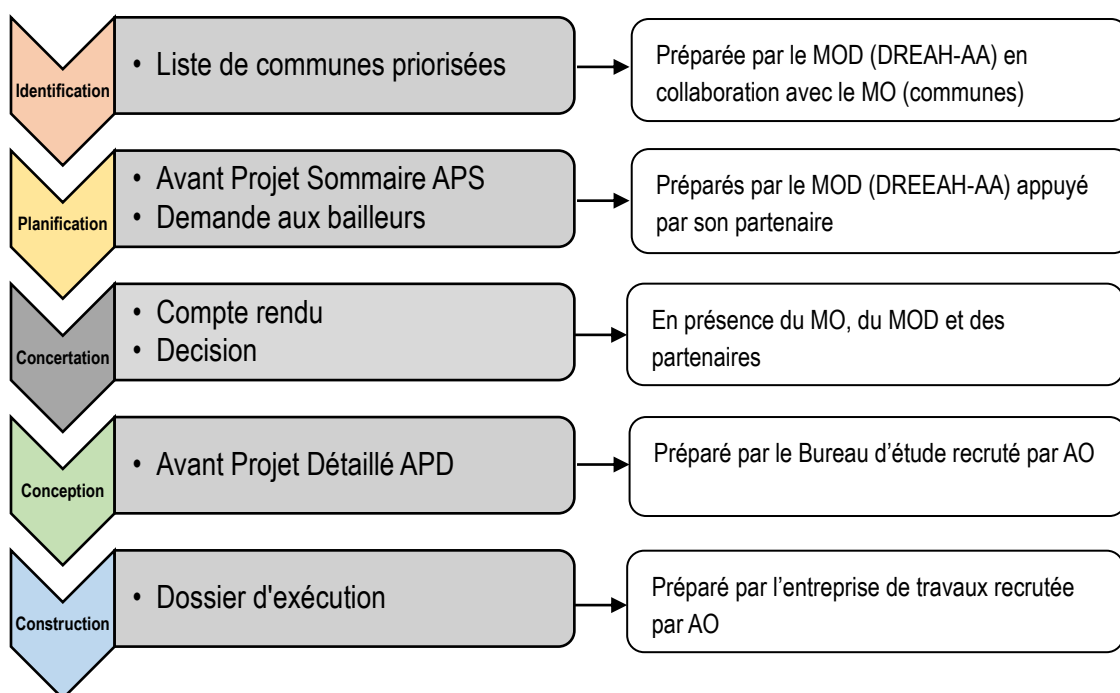 Identification
• Liste de communes priorisées
Préparée par le MOD (DREAH-AA) en
collaboration avec le MO (communes)
Planification
• Avant Projet Sommaire APS
• Demande aux bailleurs
Préparés par le MOD (DREEAH-AA) appuyé
par son partenaire
Concertation
• Compte rendu
• Decision
En présence du MO, du MOD et des
partenaires
Conception
• Avant Projet Détaillé APD
Préparé par le Bureau d’étude recruté par AO
Construction
• Dossier d'exécution
Préparé par l’entreprise de travaux recrutée
par AO